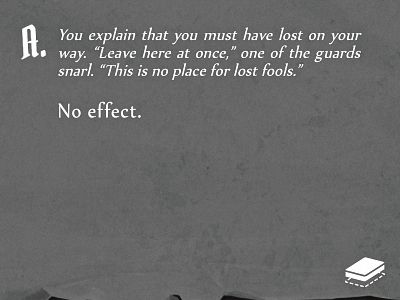 A. You explain that you must have lost on your
way. “Leave here at once,” one of the guards
snarl. “This is no place for lost fools.”
No effect.